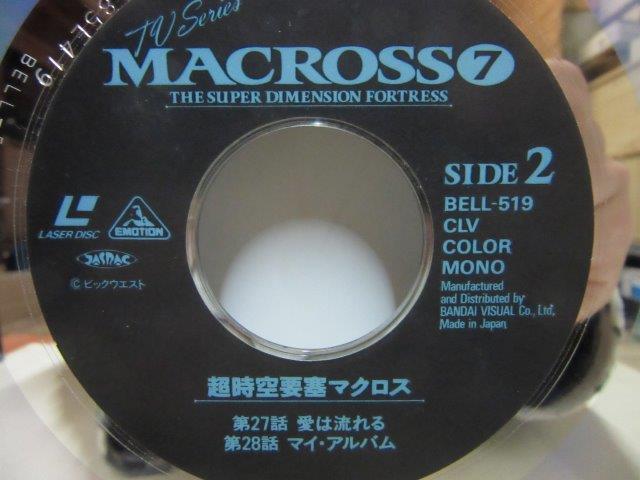 TV Series
MACROSS 7
THE SUPER DIMENSION FORTRESS
SIDE 2
BELL-519
CLV
COLOR
MONO
Manufactured
and Distributed by
BANDAI VISUAL Co., Ltd.
Made in Japan.
LASER DISC
EMOTION
JASRAC
©ビックウエスト
超時空要塞マクロス
第27話 愛は流れる
第28話 マイ・アルバム